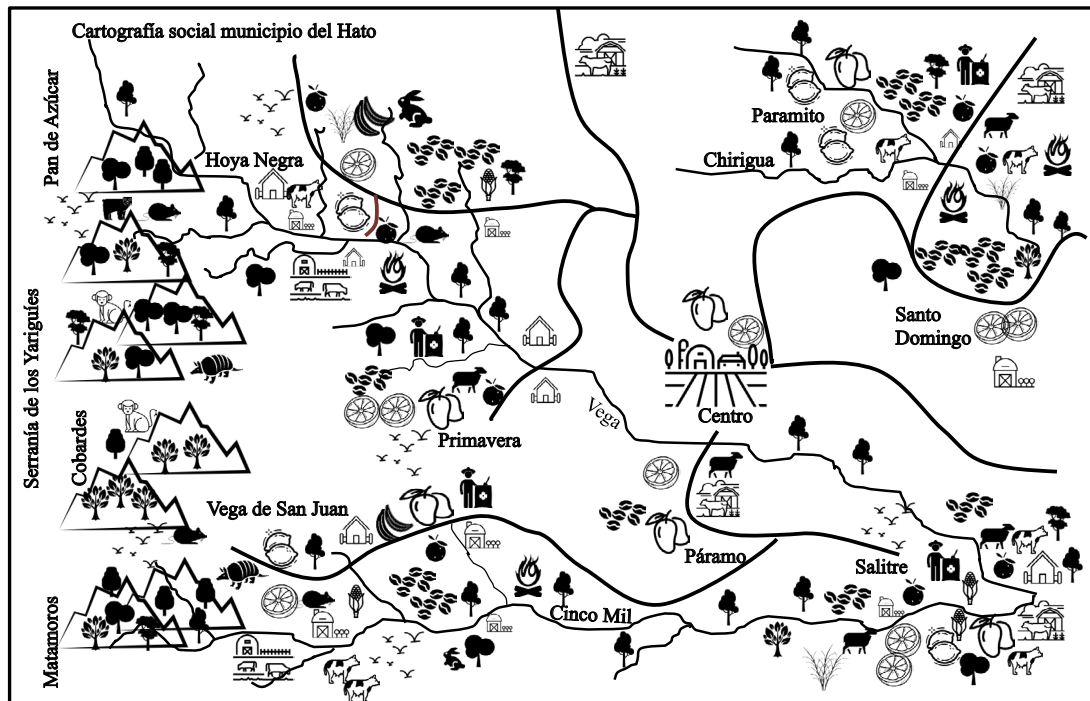 Cartografía social municipio del Hato
Pan de Azúcar
Hoya Negra
Paramito
Chirigua
Serranía de los Yariguíes
Santo
Domingo
Centro
Vega
Primavera
Cobardes
Vega de San Juan
Páramo
Salitre
Cinco Mil
Matamoros